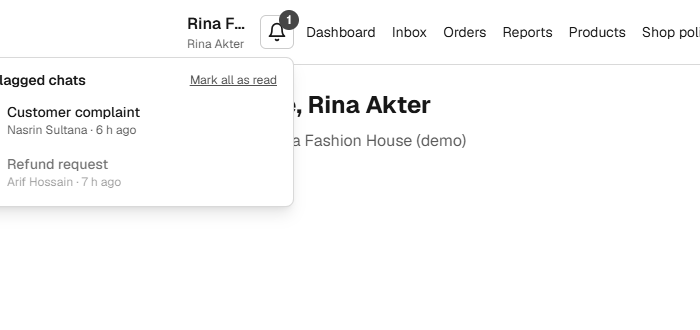 Rina F...
Rina Akter
1
Dashboard Inbox Orders Reports Products Shop poli
lagged chats
Mark all as read
Customer complaint
Nasrin Sultana · 6 h ago
Refund request
Arif Hossain · 7 h ago
, Rina Akter
a Fashion House (demo)